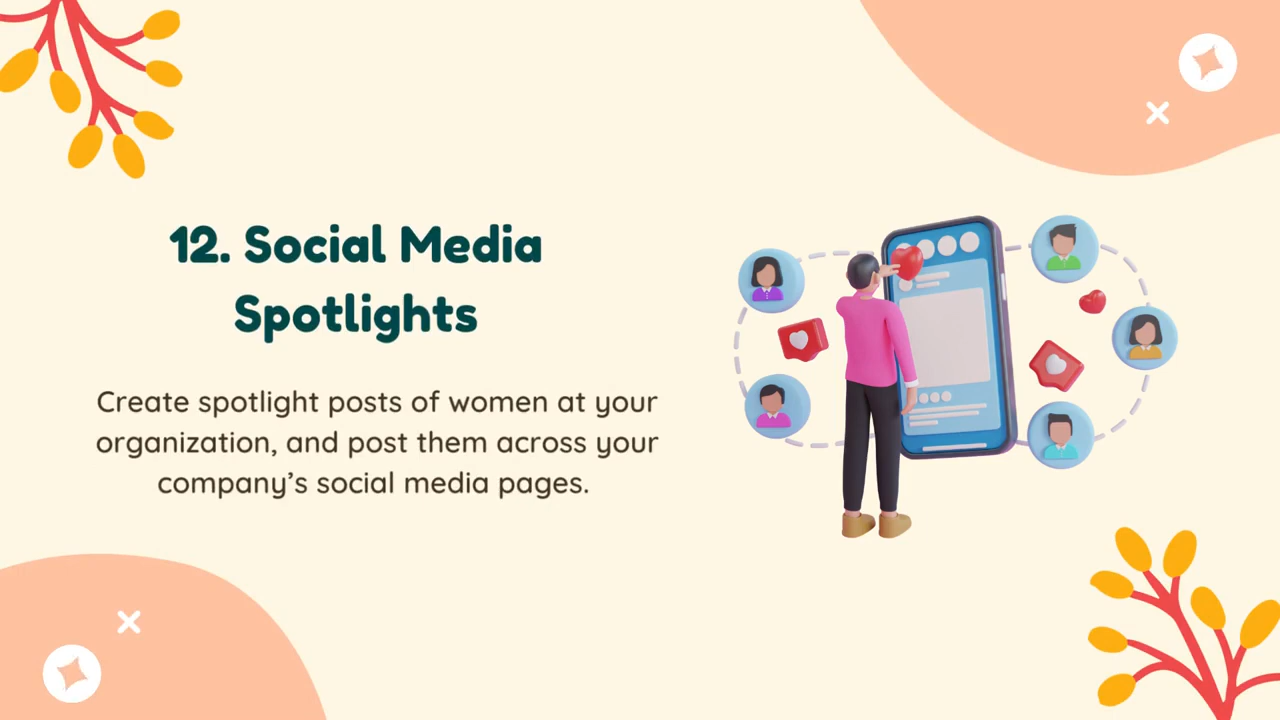 12. Social Media
Spotlights
Create spotlight posts of women at your
organization, and post them across your
company’s social media pages.